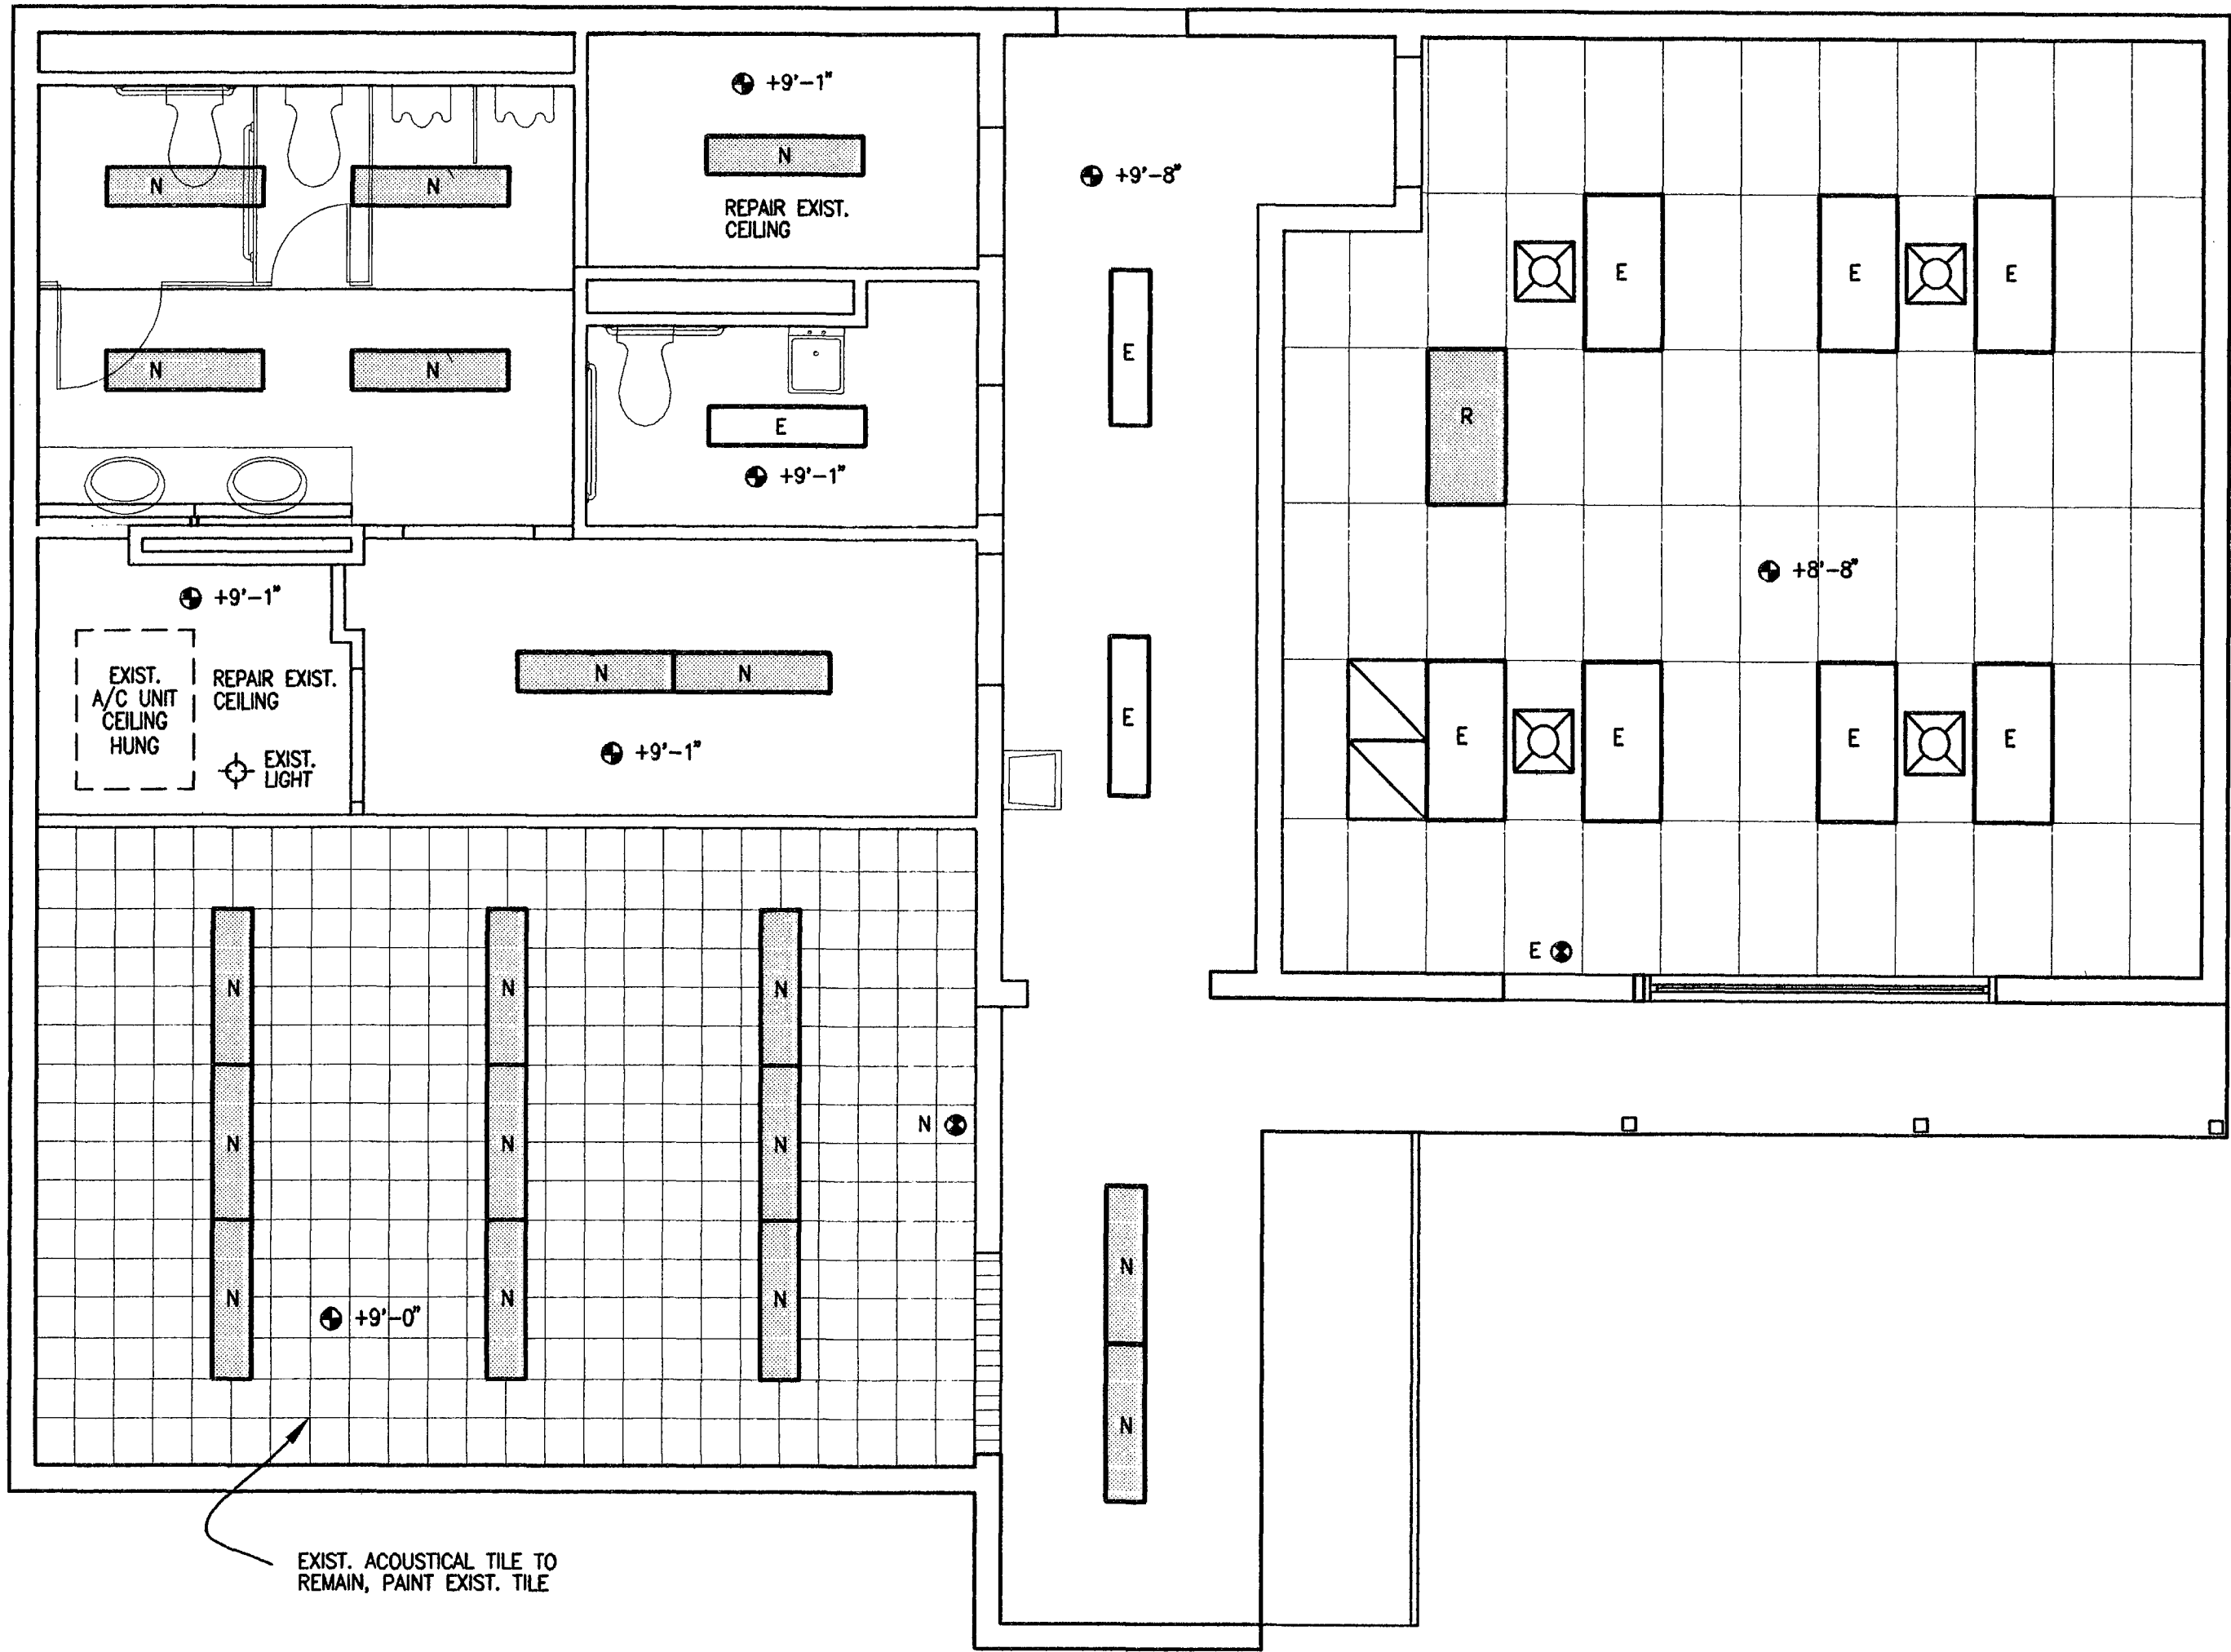 +9'-1"
N
REPAIR EXIST.
CEILING
N
N
N
N
E
+9'-1"
+9'-8"
E
E
E
E
E
R
+8'-8"
E
E
E
E
E
+9'-1"
EXIST.
A/C UNIT
CEILING
HUNG
REPAIR EXIST.
CEILING
EXIST.
LIGHT
N
N
+9'-1"
N
N
N
N
N
N
N
N
N
N
+9'-0"
N
N
EXIST. ACOUSTICAL TILE TO
REMAIN, PAINT EXIST. TILE